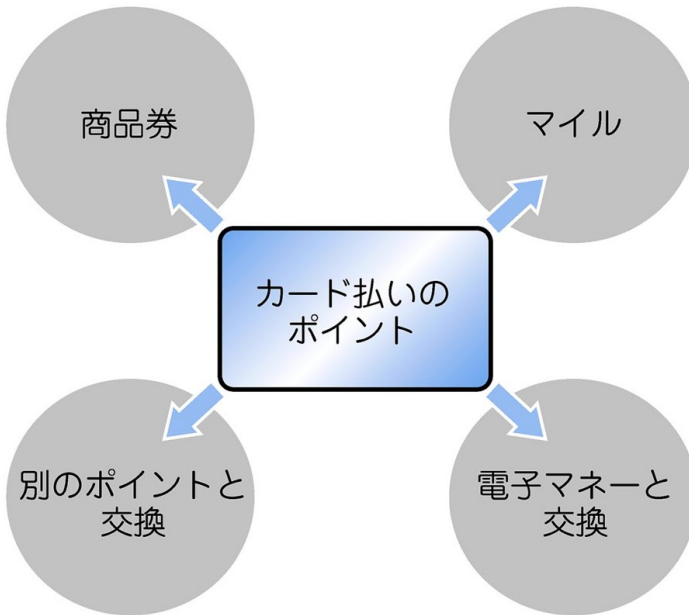 商品券
マイル
カード払いの
ポイント
別のポイントと
交換
電子マネーと
交換